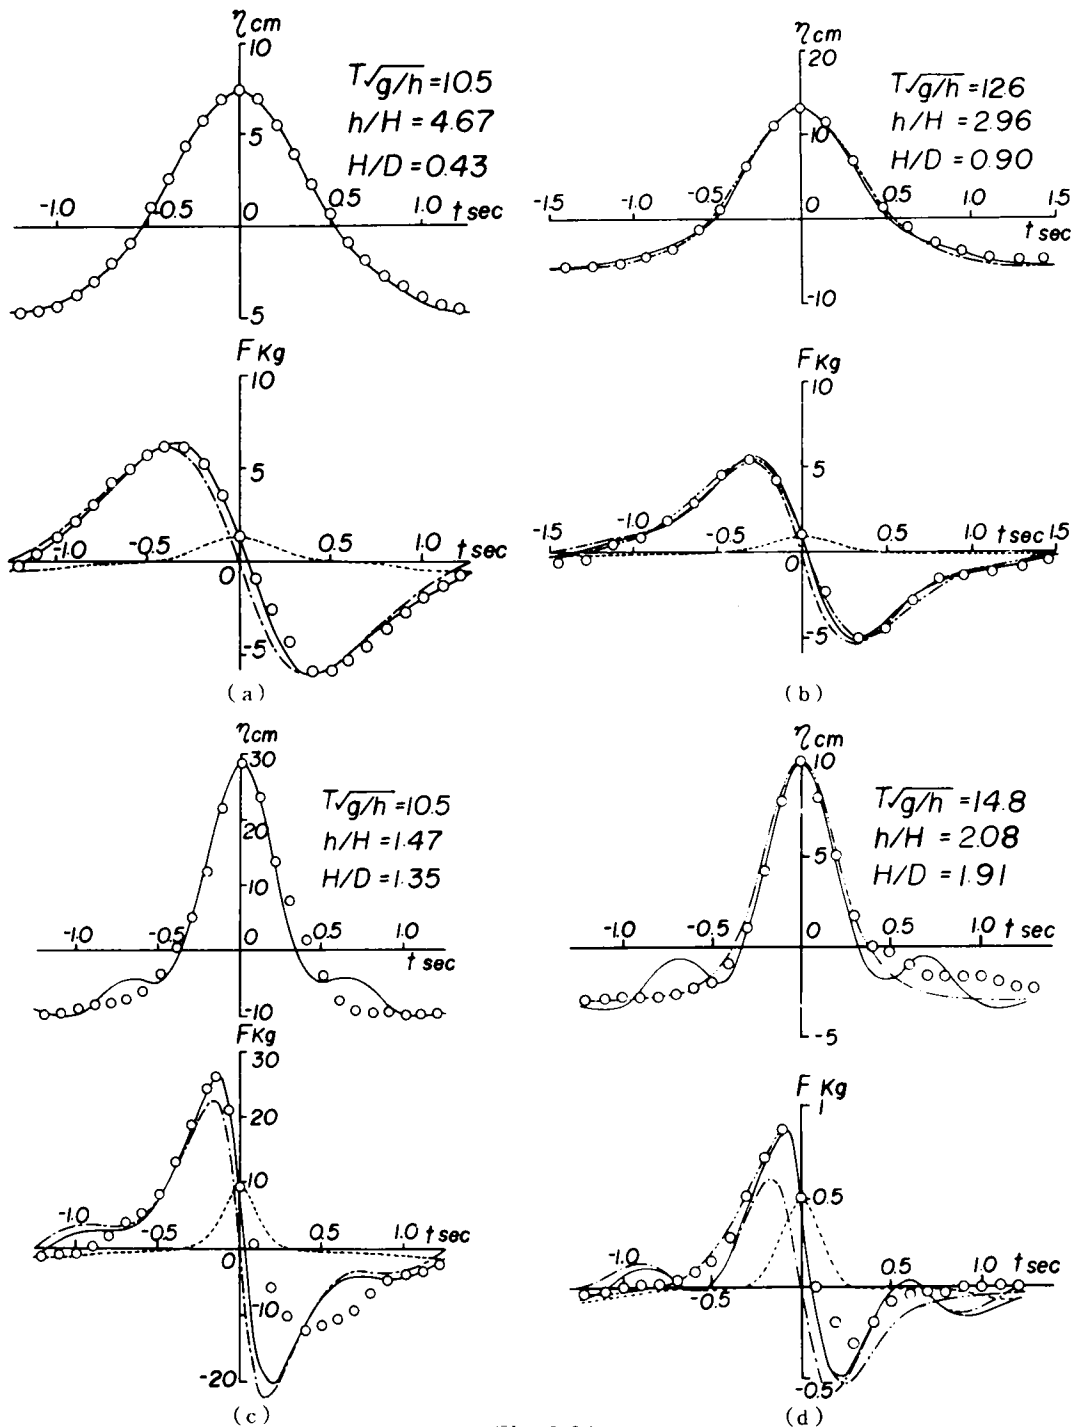 η cm
10
T√g/h = 10.5
h/H = 4.67
H/D = 0.43
5
-1.0 -0.5 0 0.5 1.0 t sec
5
F Kg
10
5
-1.0 -0.5 0 0.5 1.0 t sec
-5
(a)
η cm
20
T√g/h = 12.6
h/H = 2.96
H/D = 0.90
10
-1.5 -1.0 -0.5 0 0.5 1.0 1.5
t sec
-10
F Kg
10
5
-1.5 -1.0 -0.5 0 0.5 1.0 1.5
t sec
-5
(b)
η cm
30
T√g/h = 10.5
h/H = 1.47
H/D = 1.35
20
10
-1.0 -0.5 0 0.5 1.0
t sec
-10
F Kg
30
20
10
-1.0 0 0.5 1.0 t sec
-10
-20
(c)
η cm
10
T√g/h = 14.8
h/H = 2.08
H/D = 1.91
5
-1.0 -0.5 0 0.5 1.0 t sec
-5
F Kg
1
0.5
-1.0 -0.5 0 0.5 1.0 t sec
-0.5
(d)